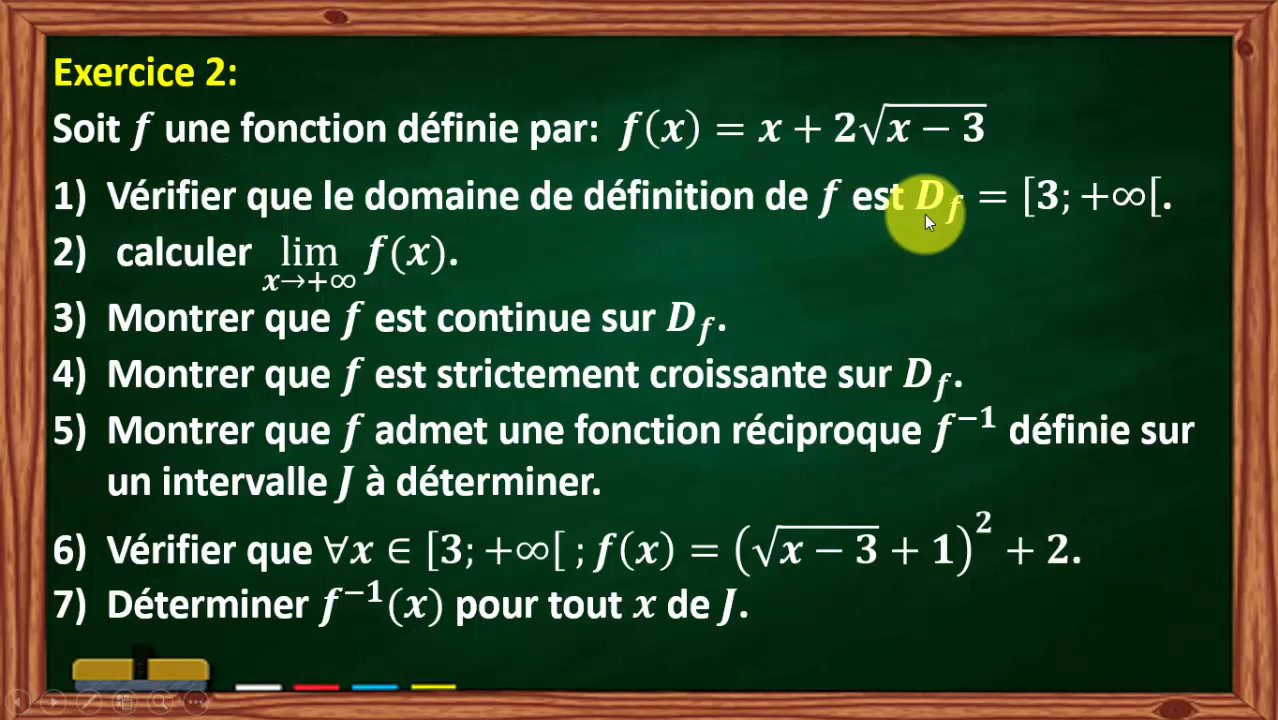 Exercice 2:
Soit f une fonction définie par: f(x) = x + 2√(x − 3)
1) Vérifier que le domaine de définition de f est D_f = [3; +∞[.
2) calculer lim_{x→+∞} f(x).
3) Montrer que f est continue sur D_f.
4) Montrer que f est strictement croissante sur D_f.
5) Montrer que f admet une fonction réciproque f⁻¹ définie sur
un intervalle J à déterminer.
6) Vérifier que ∀x ∈ [3; +∞[ ; f(x) = (√(x − 3) + 1)² + 2.
7) Déterminer f⁻¹(x) pour tout x de J.